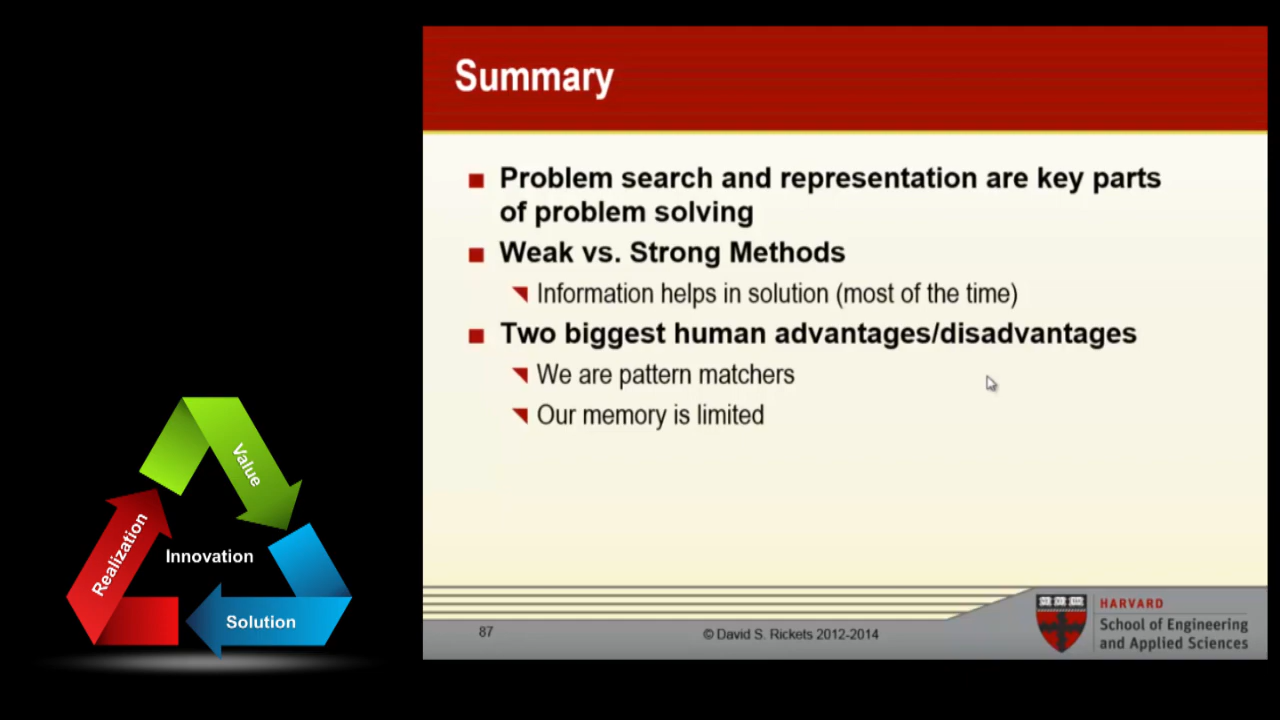 Summary
Problem search and representation are key parts
of problem solving
Weak vs. Strong Methods
Information helps in solution (most of the time)
Two biggest human advantages/disadvantages
We are pattern matchers
Our memory is limited
Value
Realization
Innovation
Solution
87
© David S. Rickets 2012-2014
HARVARD
School of Engineering
and Applied Sciences